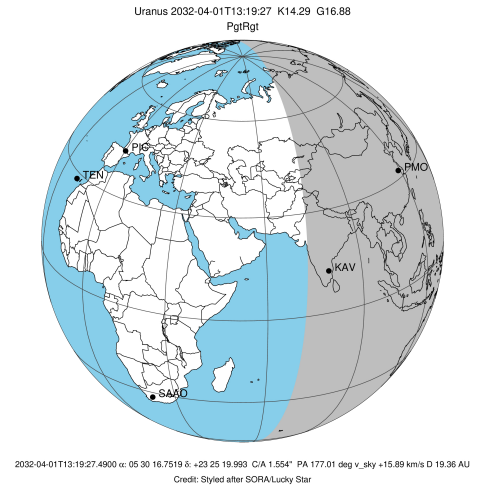 Uranus 2032-04-01T13:19:27 K14.29 G16.88
PgtRgt
PIC
TEN
PMO
KAV
SAAO
2032-04-01T13:19:27.4900 α: 05 30 16.7519 δ: +23 25 19.993 C/A 1.554" PA 177.01 deg v_sky +15.89 km/s D 19.36 AU
Credit: Styled after SORA/Lucky Star